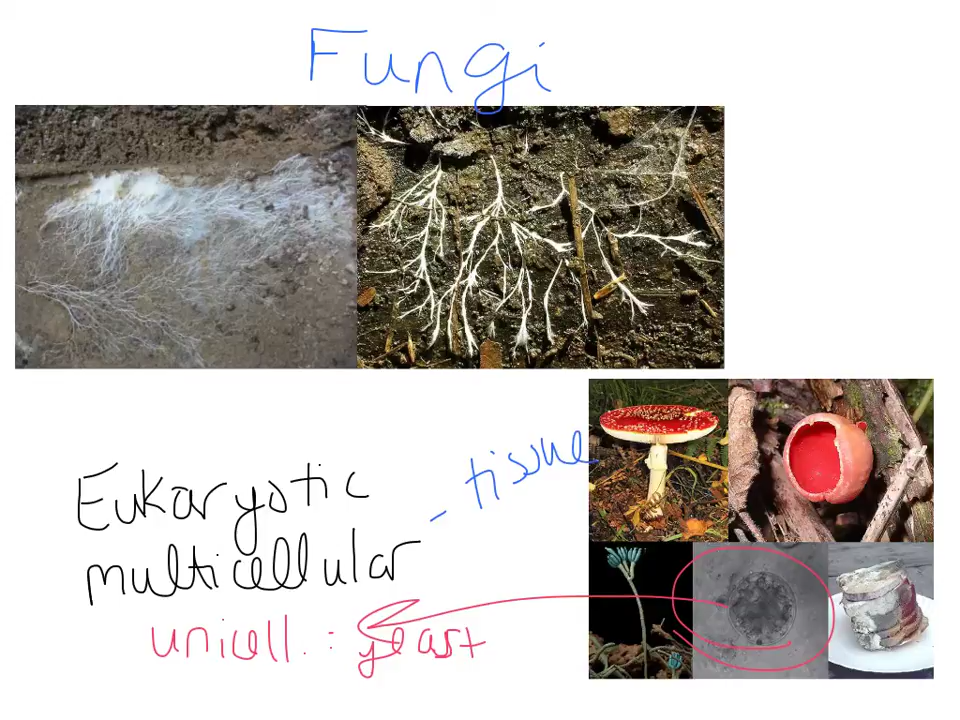 Fungi
Eukaryotic
multicellular - tissue
unicell. : yeast